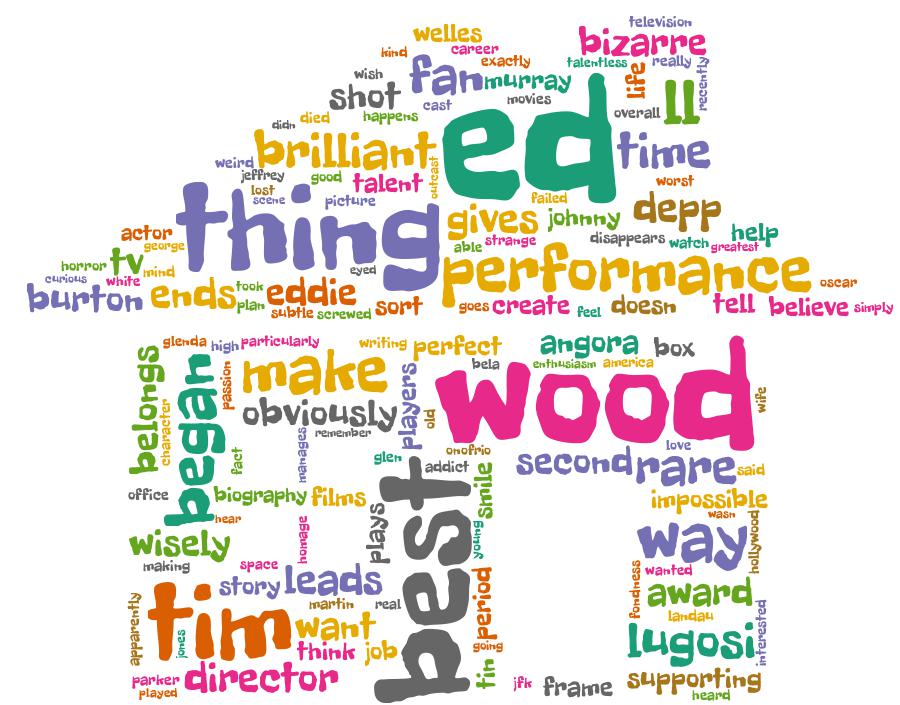 television
welles
bizarre
kind
career
exactly
talentless
really
wish
fan
murray
life
recently
shot
cast
movies
ll
overall
didn
died
happens
ed
time
weird
brilliant
outcast
jeffrey
good
talent
worst
lost
scene
picture
failed
thing
gives
johnny
depp
actor
george
able
strange
disappears
watch
greatest
help
horror
tv
mind
eyed
performance
curious
white
took
oscar
burton
ends
plan
eddie
subtle
screwed
sort
goes
create
feel
doesn
tell
believe
simply
glenda
high
particularly
writing
perfect
angora
box
belongs
began
passion
make
players
bela
enthusiasm
america
wood
wife
character
obviously
old
remember
manages
fact
glen
onofrio
addict
second
rare
love
said
office
biography
films
best
smile
impossible
wasn
hear
homage
plays
young
way
hollywood
wisely
making
space
story
leads
wanted
fondness
award
apparently
tim
martin
real
period
landau
jones
want
think
job
going
lugosi
interested
parker
played
director
tin
jfk
frame
supporting
heard